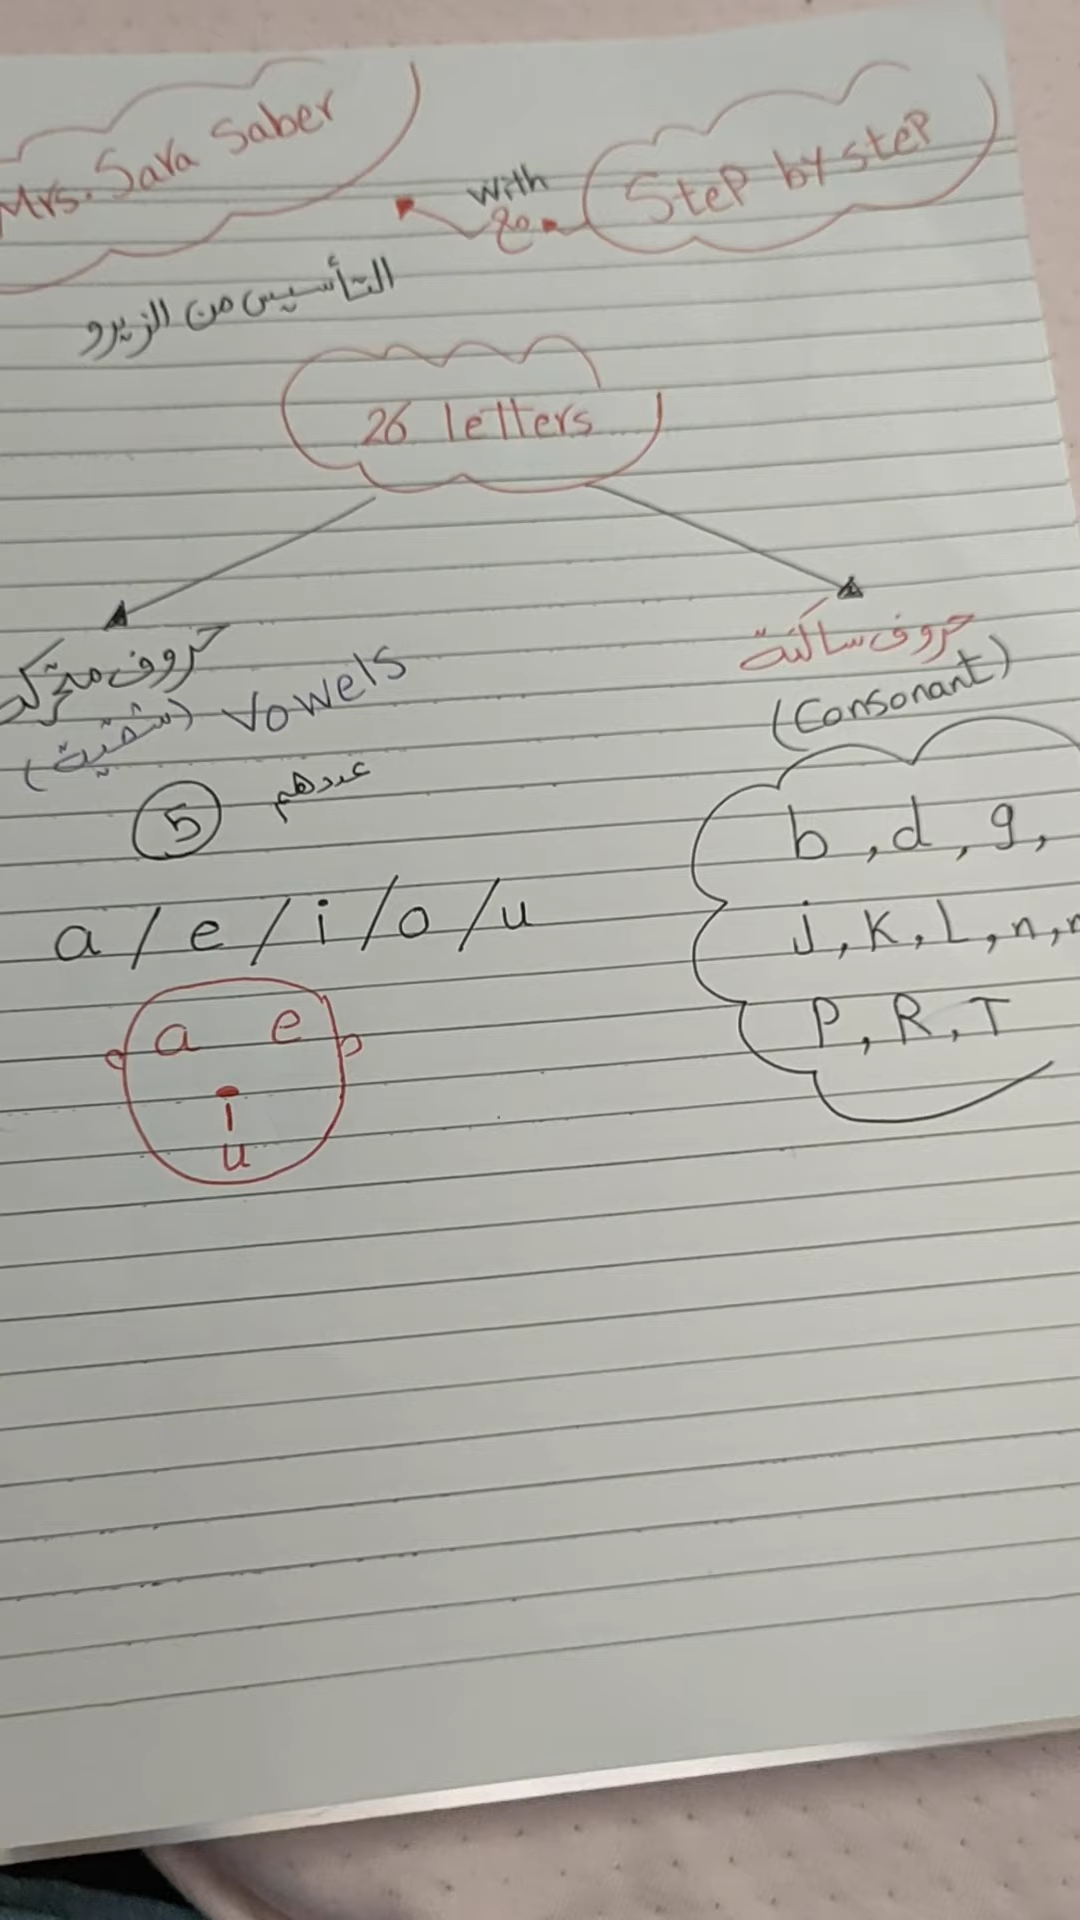 Mrs. Sara Saber with مع Step by step
التأسيس من الزيرو
26 letters
حروف متحركة
(شفتية) Vowels
عددهم 5
a / e / i / o / u
a e
i
u
حروف ساكنة
(Consonant)
b , d , g ,
j , K , L , n ,
P , R , T